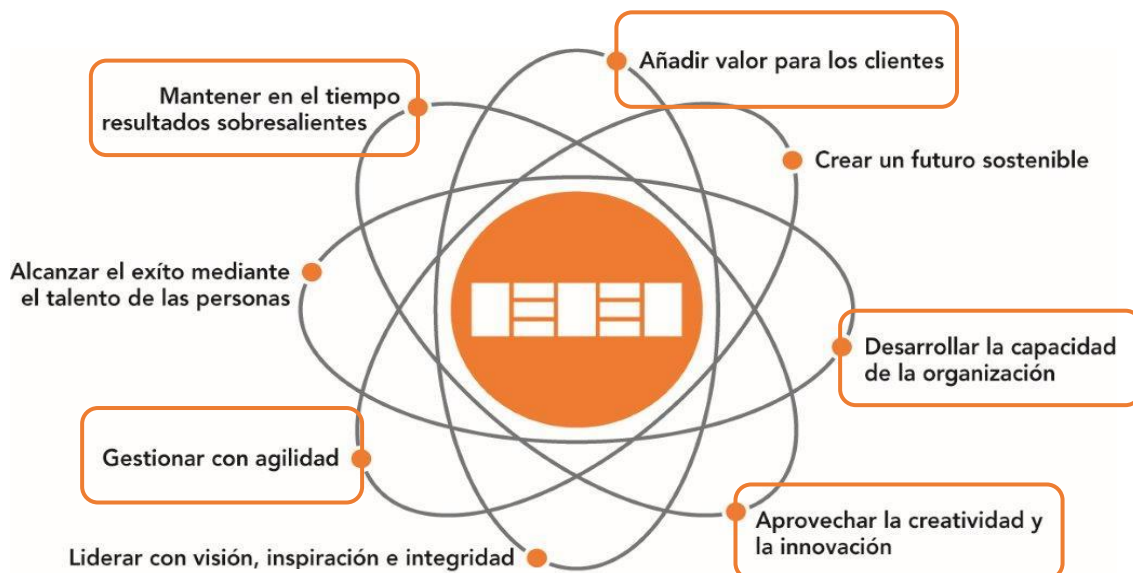 Añadir valor para los clientes
Mantener en el tiempo
resultados sobresalientes
Crear un futuro sostenible
Alcanzar el exíto mediante
el talento de las personas
Desarrollar la capacidad
de la organización
Gestionar con agilidad
Aprovechar la creatividad y
la innovación
Liderar con visión, inspiración e integridad